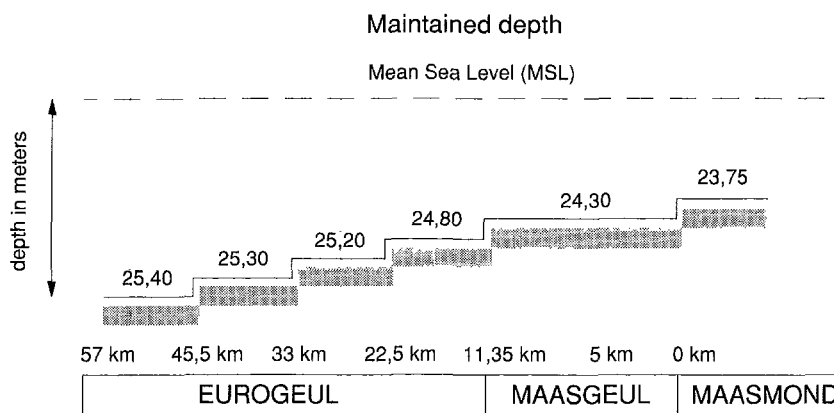 Maintained depth
Mean Sea Level (MSL)
depth in meters
23,75
24,30
24,80
25,20
25,30
25,40
57 km 45,5 km 33 km 22,5 km 11,35 km 5 km 0 km
EUROGEUL MAASGEUL MAASMOND